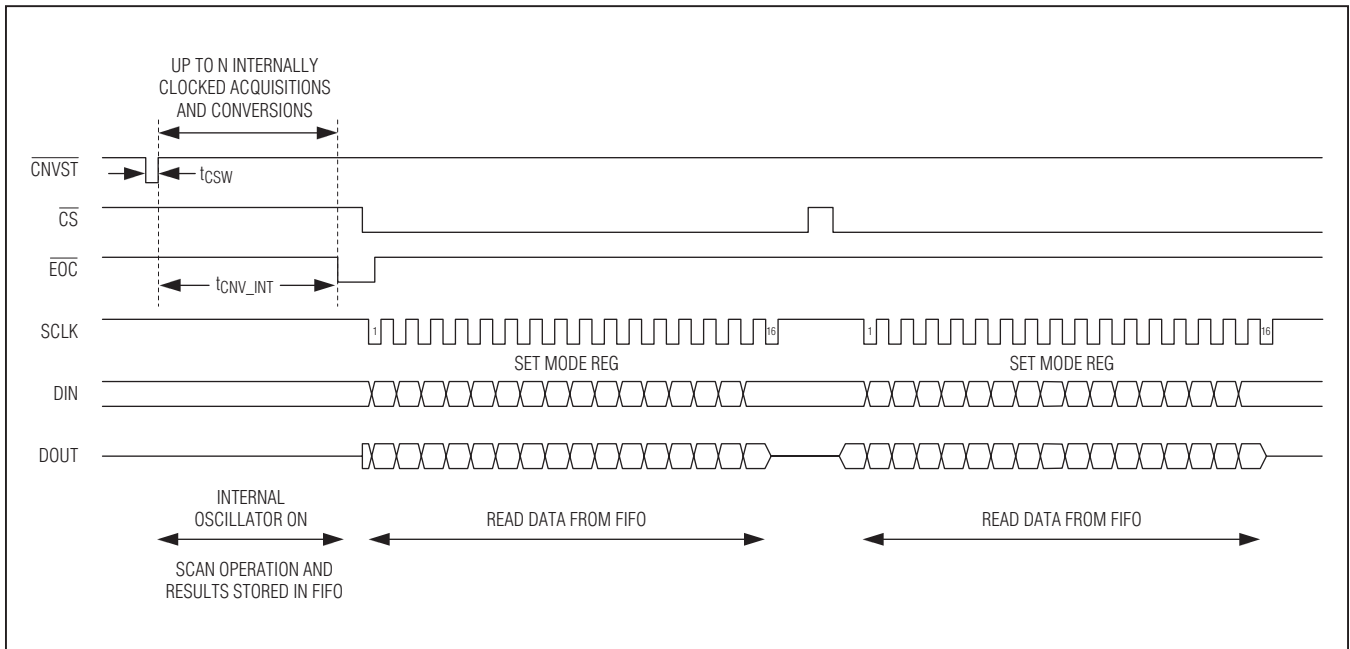 UP TO N INTERNALLY
CLOCKED ACQUISITIONS
AND CONVERSIONS
CNVST
tCSW
CS
EOC
tCNV_INT
SCLK
1
16
1
16
SET MODE REG
SET MODE REG
DIN
DOUT
INTERNAL
OSCILLATOR ON
READ DATA FROM FIFO
READ DATA FROM FIFO
SCAN OPERATION AND
RESULTS STORED IN FIFO